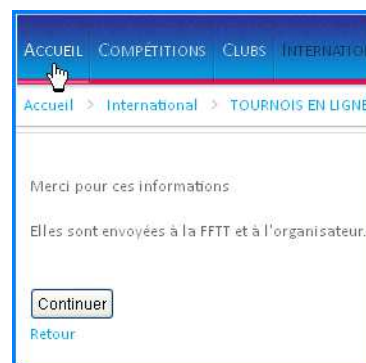 ACCUEIL COMPÉTITIONS CLUBS INTERNATIO
Accueil > International > TOURNOIS EN LIGNE
Merci pour ces informations
Elles sont envoyées à la FFTT et à l'organisateur.
Continuer
Retour